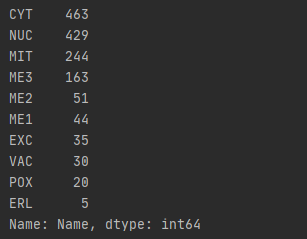 CYT    463
NUC    429
MIT    244
ME3    163
ME2     51
ME1     44
EXC     35
VAC     30
POX     20
ERL      5
Name: Name, dtype: int64